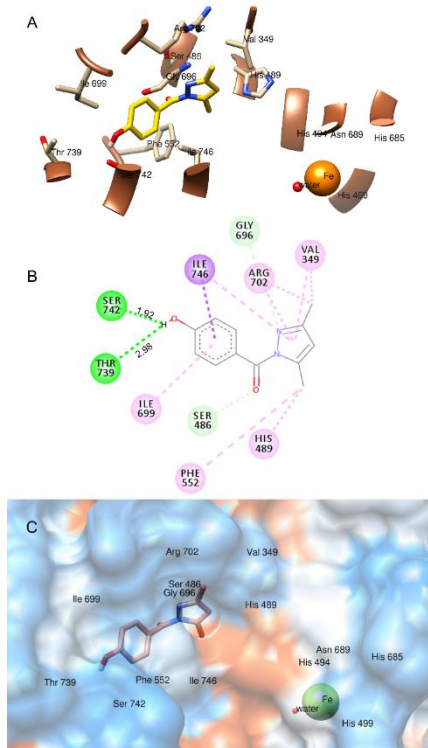 A
Arg 702
Val 349
Ser 486
Ile 699
Gly 696
His 489
His 494
Asn 689
His 685
Thr 739
Phe 552
Ile 746
742
Fe
water
His 499
B
GLY
696
VAL
349
ILE
746
ARG
702
SER
742
1.92
H
O
N
THR
739
2.98
N
ILE
699
O
SER
486
HIS
489
PHE
552
C
Arg 702
Val 349
Ser 486
Gly 696
Ile 699
His 489
Asn 689
His 494
His 685
Thr 739
Phe 552
Ile 746
Ser 742
Fe
water
His 499